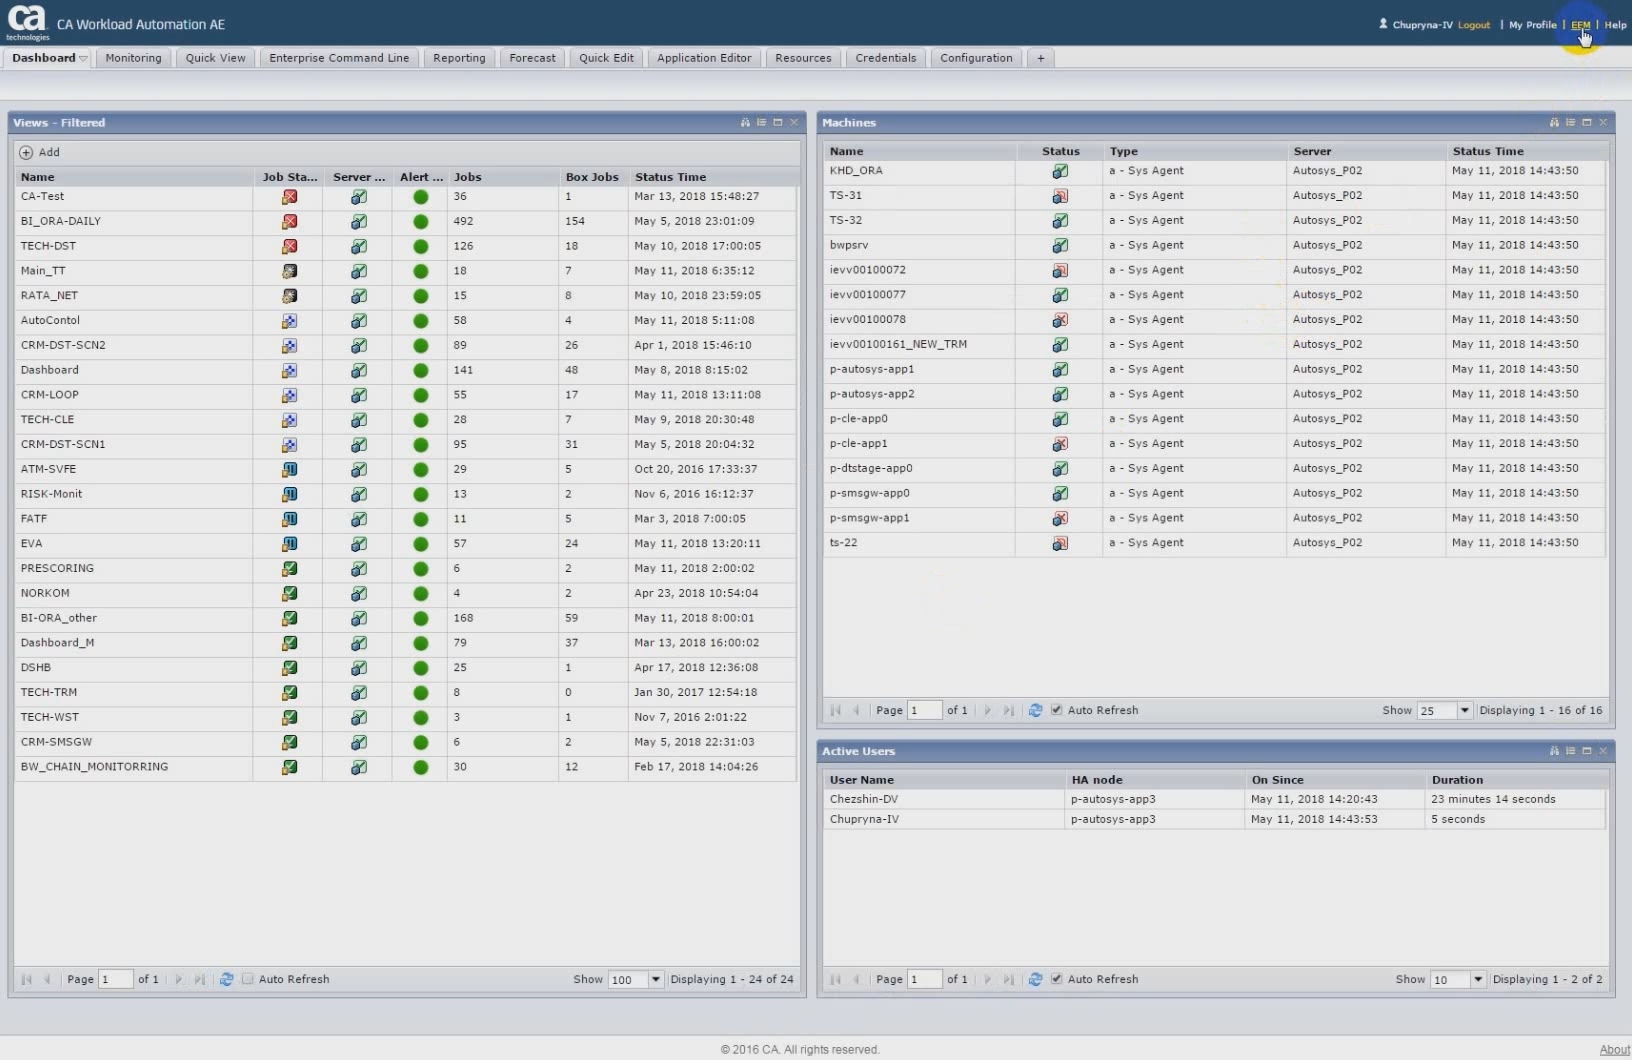 ca technologies CA Workload Automation AE Chupryna-IV Logout | My Profile | EEM | Help
Dashboard Monitoring Quick View Enterprise Command Line Reporting Forecast Quick Edit Application Editor Resources Credentials Configuration +
Views - Filtered
Add
Name Job Sta... Server ... Alert ... Jobs Box Jobs Status Time
CA-Test 36 1 Mar 13, 2018 15:48:27
BI_ORA-DAILY 492 154 May 5, 2018 23:01:09
TECH-DST 126 18 May 10, 2018 17:00:05
Main_TT 18 7 May 11, 2018 6:35:12
RATA_NET 15 8 May 10, 2018 23:59:05
AutoContol 58 4 May 11, 2018 5:11:08
CRM-DST-SCN2 89 26 Apr 1, 2018 15:46:10
Dashboard 141 48 May 8, 2018 8:15:02
CRM-LOOP 55 17 May 11, 2018 13:11:08
TECH-CLE 28 7 May 9, 2018 20:30:48
CRM-DST-SCN1 95 31 May 5, 2018 20:04:32
ATM-SVFE 29 5 Oct 20, 2016 17:33:37
RISK-Monit 13 2 Nov 6, 2016 16:12:37
FATF 11 5 Mar 3, 2018 7:00:05
EVA 57 24 May 11, 2018 13:20:11
PRESCORING 6 2 May 11, 2018 2:00:02
NORKOM 4 2 Apr 23, 2018 10:54:04
BI-ORA_other 168 59 May 11, 2018 8:00:01
Dashboard_M 79 37 Mar 13, 2018 16:00:02
DSHB 25 1 Apr 17, 2018 12:36:08
TECH-TRM 8 0 Jan 30, 2017 12:54:18
TECH-WST 3 1 Nov 7, 2016 2:01:22
CRM-SMSGW 6 2 May 5, 2018 22:31:03
BW_CHAIN_MONITORRING 30 12 Feb 17, 2018 14:04:26
Page 1 of 1 Auto Refresh Show 100 Displaying 1 - 24 of 24
Machines
Name Status Type Server Status Time
KHD_ORA a - Sys Agent Autosys_P02 May 11, 2018 14:43:50
TS-31 a - Sys Agent Autosys_P02 May 11, 2018 14:43:50
TS-32 a - Sys Agent Autosys_P02 May 11, 2018 14:43:50
bwpsrv a - Sys Agent Autosys_P02 May 11, 2018 14:43:50
ievv00100072 a - Sys Agent Autosys_P02 May 11, 2018 14:43:50
ievv00100077 a - Sys Agent Autosys_P02 May 11, 2018 14:43:50
ievv00100078 a - Sys Agent Autosys_P02 May 11, 2018 14:43:50
ievv00100161_NEW_TRM a - Sys Agent Autosys_P02 May 11, 2018 14:43:50
p-autosys-app1 a - Sys Agent Autosys_P02 May 11, 2018 14:43:50
p-autosys-app2 a - Sys Agent Autosys_P02 May 11, 2018 14:43:50
p-cle-app0 a - Sys Agent Autosys_P02 May 11, 2018 14:43:50
p-cle-app1 a - Sys Agent Autosys_P02 May 11, 2018 14:43:50
p-dtstage-app0 a - Sys Agent Autosys_P02 May 11, 2018 14:43:50
p-smsgw-app0 a - Sys Agent Autosys_P02 May 11, 2018 14:43:50
p-smsgw-app1 a - Sys Agent Autosys_P02 May 11, 2018 14:43:50
ts-22 a - Sys Agent Autosys_P02 May 11, 2018 14:43:50
Page 1 of 1 Auto Refresh Show 25 Displaying 1 - 16 of 16
Active Users
User Name HA node On Since Duration
Chezshin-DV p-autosys-app3 May 11, 2018 14:20:43 23 minutes 14 seconds
Chupryna-IV p-autosys-app3 May 11, 2018 14:43:53 5 seconds
Page 1 of 1 Auto Refresh Show 10 Displaying 1 - 2 of 2
© 2016 CA. All rights reserved. About